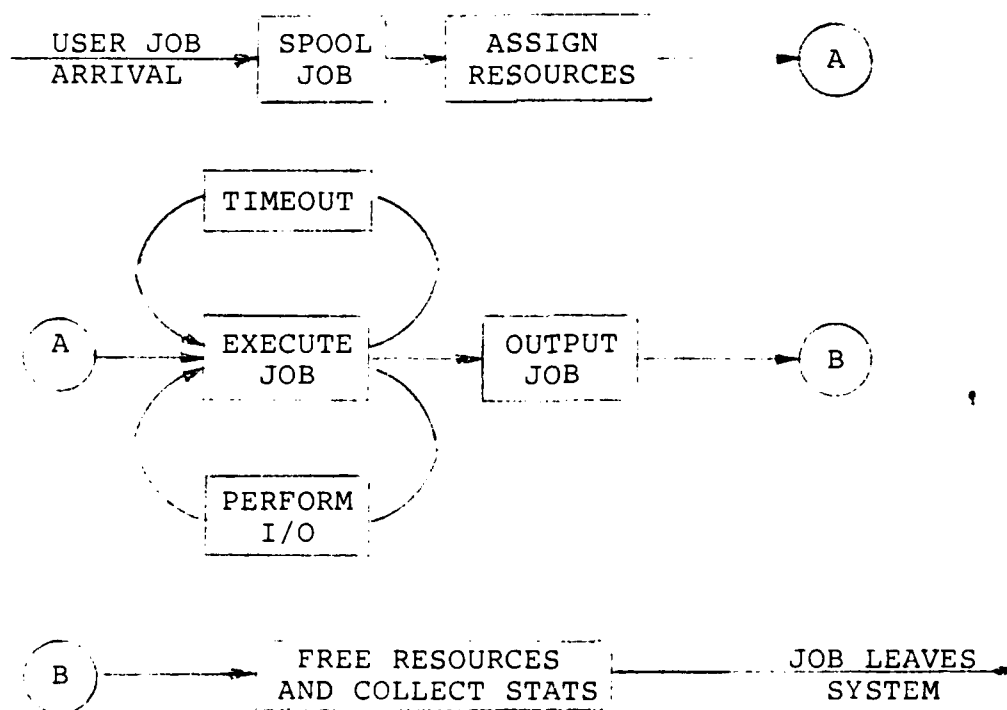 USER JOB
ARRIVAL
SPOOL
JOB
ASSIGN
RESOURCES
A
TIMEOUT
A
EXECUTE
JOB
OUTPUT
JOB
B
PERFORM
I/O
B
FREE RESOURCES
AND COLLECT STATS
JOB LEAVES
SYSTEM